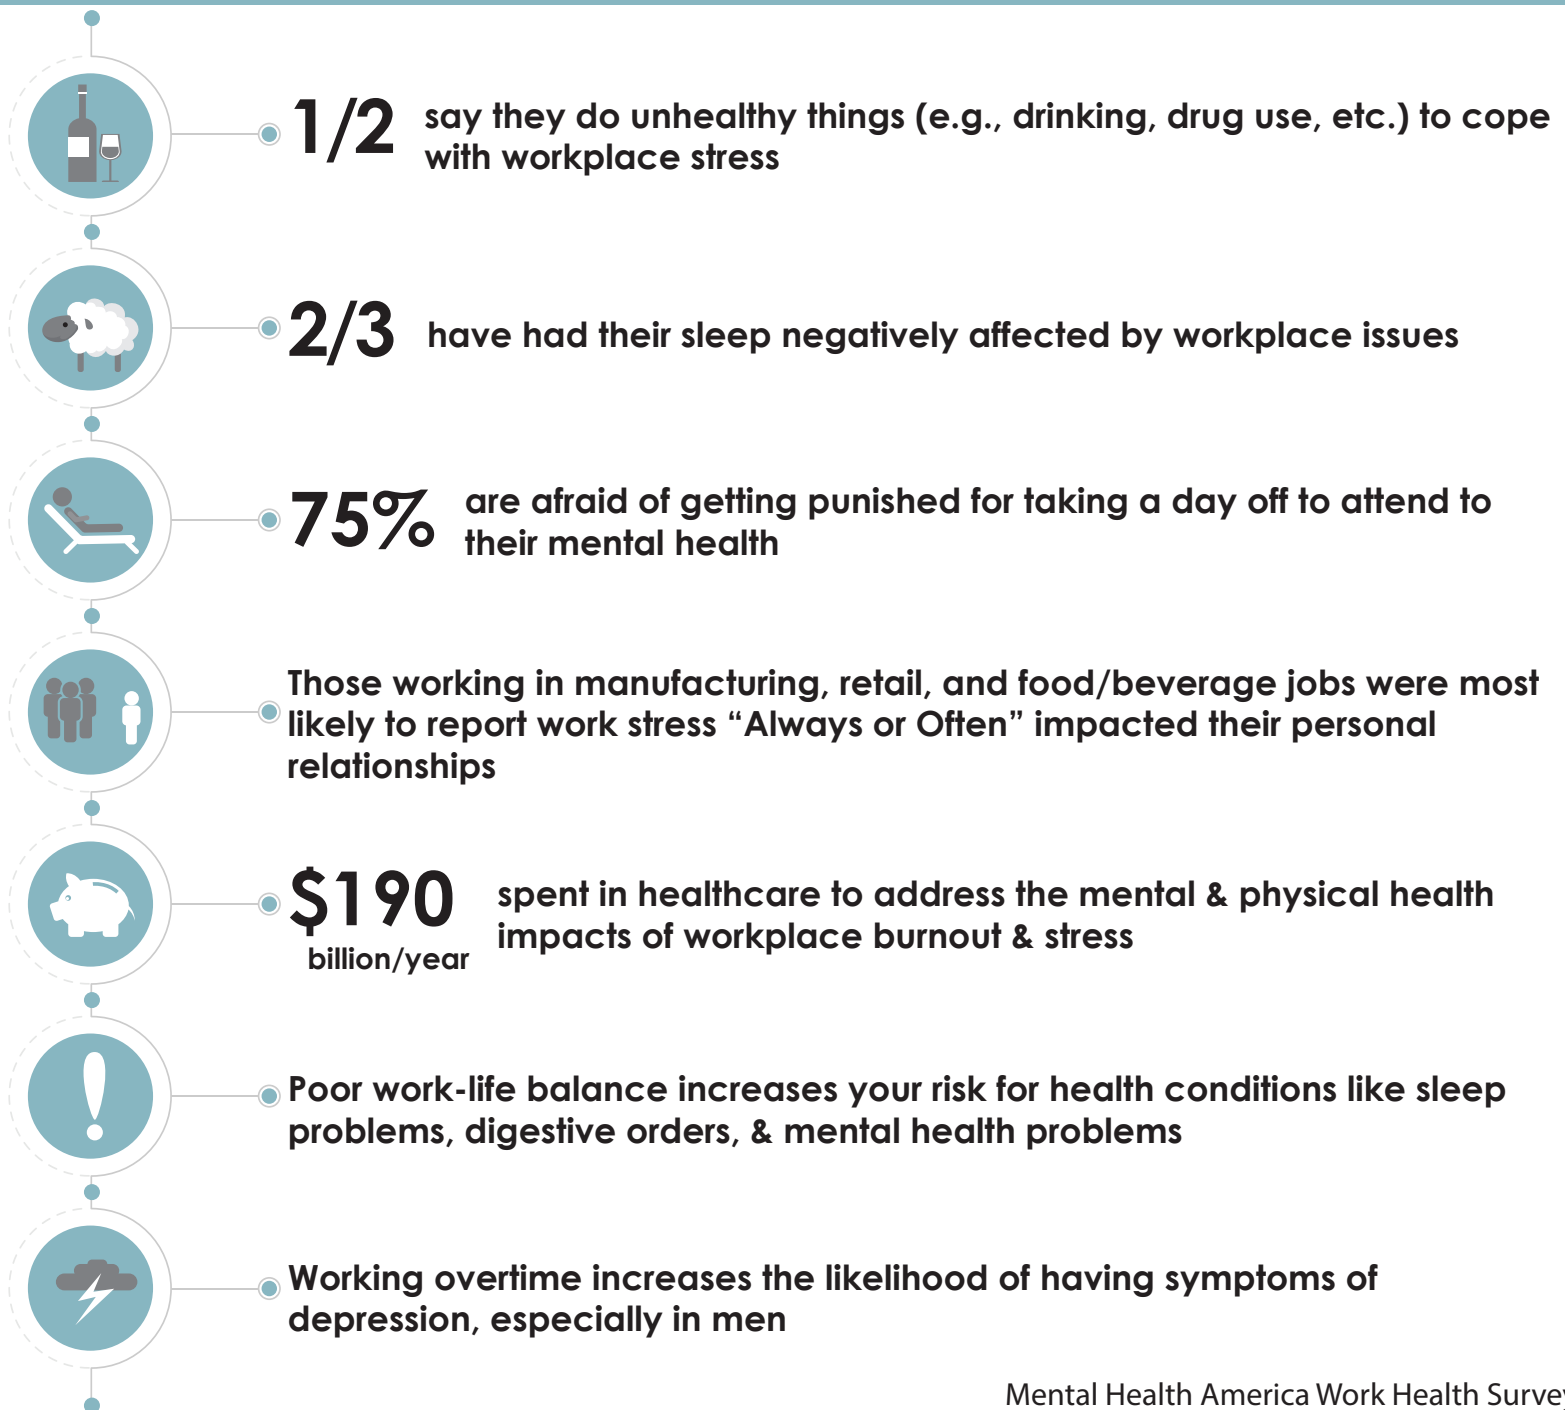 1/2 say they do unhealthy things (e.g., drinking, drug use, etc.) to cope
with workplace stress
2/3 have had their sleep negatively affected by workplace issues
75% are afraid of getting punished for taking a day off to attend to
their mental health
Those working in manufacturing, retail, and food/beverage jobs were most
likely to report work stress “Always or Often” impacted their personal
relationships
$190
billion/year
spent in healthcare to address the mental & physical health
impacts of workplace burnout & stress
Poor work-life balance increases your risk for health conditions like sleep
problems, digestive orders, & mental health problems
Working overtime increases the likelihood of having symptoms of
depression, especially in men
Mental Health America Work Health Survey